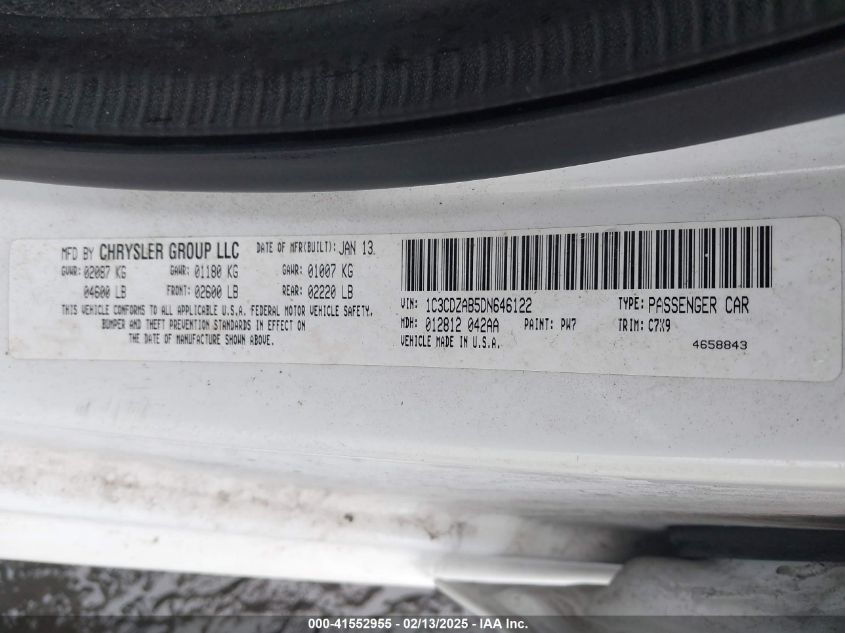 MFD BY CHRYSLER GROUP LLC DATE OF MFR(BUILT): JAN 13
GVWR: 02087 KG GAWR: 01180 KG GAWR: 01007 KG
04600 LB FRONT: 02600 LB REAR: 02220 LB
THIS VEHICLE CONFORMS TO ALL APPLICABLE U.S.A. FEDERAL MOTOR VEHICLE SAFETY,
BUMPER AND THEFT PREVENTION STANDARDS IN EFFECT ON
THE DATE OF MANUFACTURE SHOWN ABOVE.
VIN: 1C3CDZAB5DN646122 TYPE: PASSENGER CAR
MDH: 012812 042AA PAINT: PW7 TRIM: C7X9
VEHICLE MADE IN U.S.A. 4658843
000-41552955 - 02/13/2025 - IAA Inc.